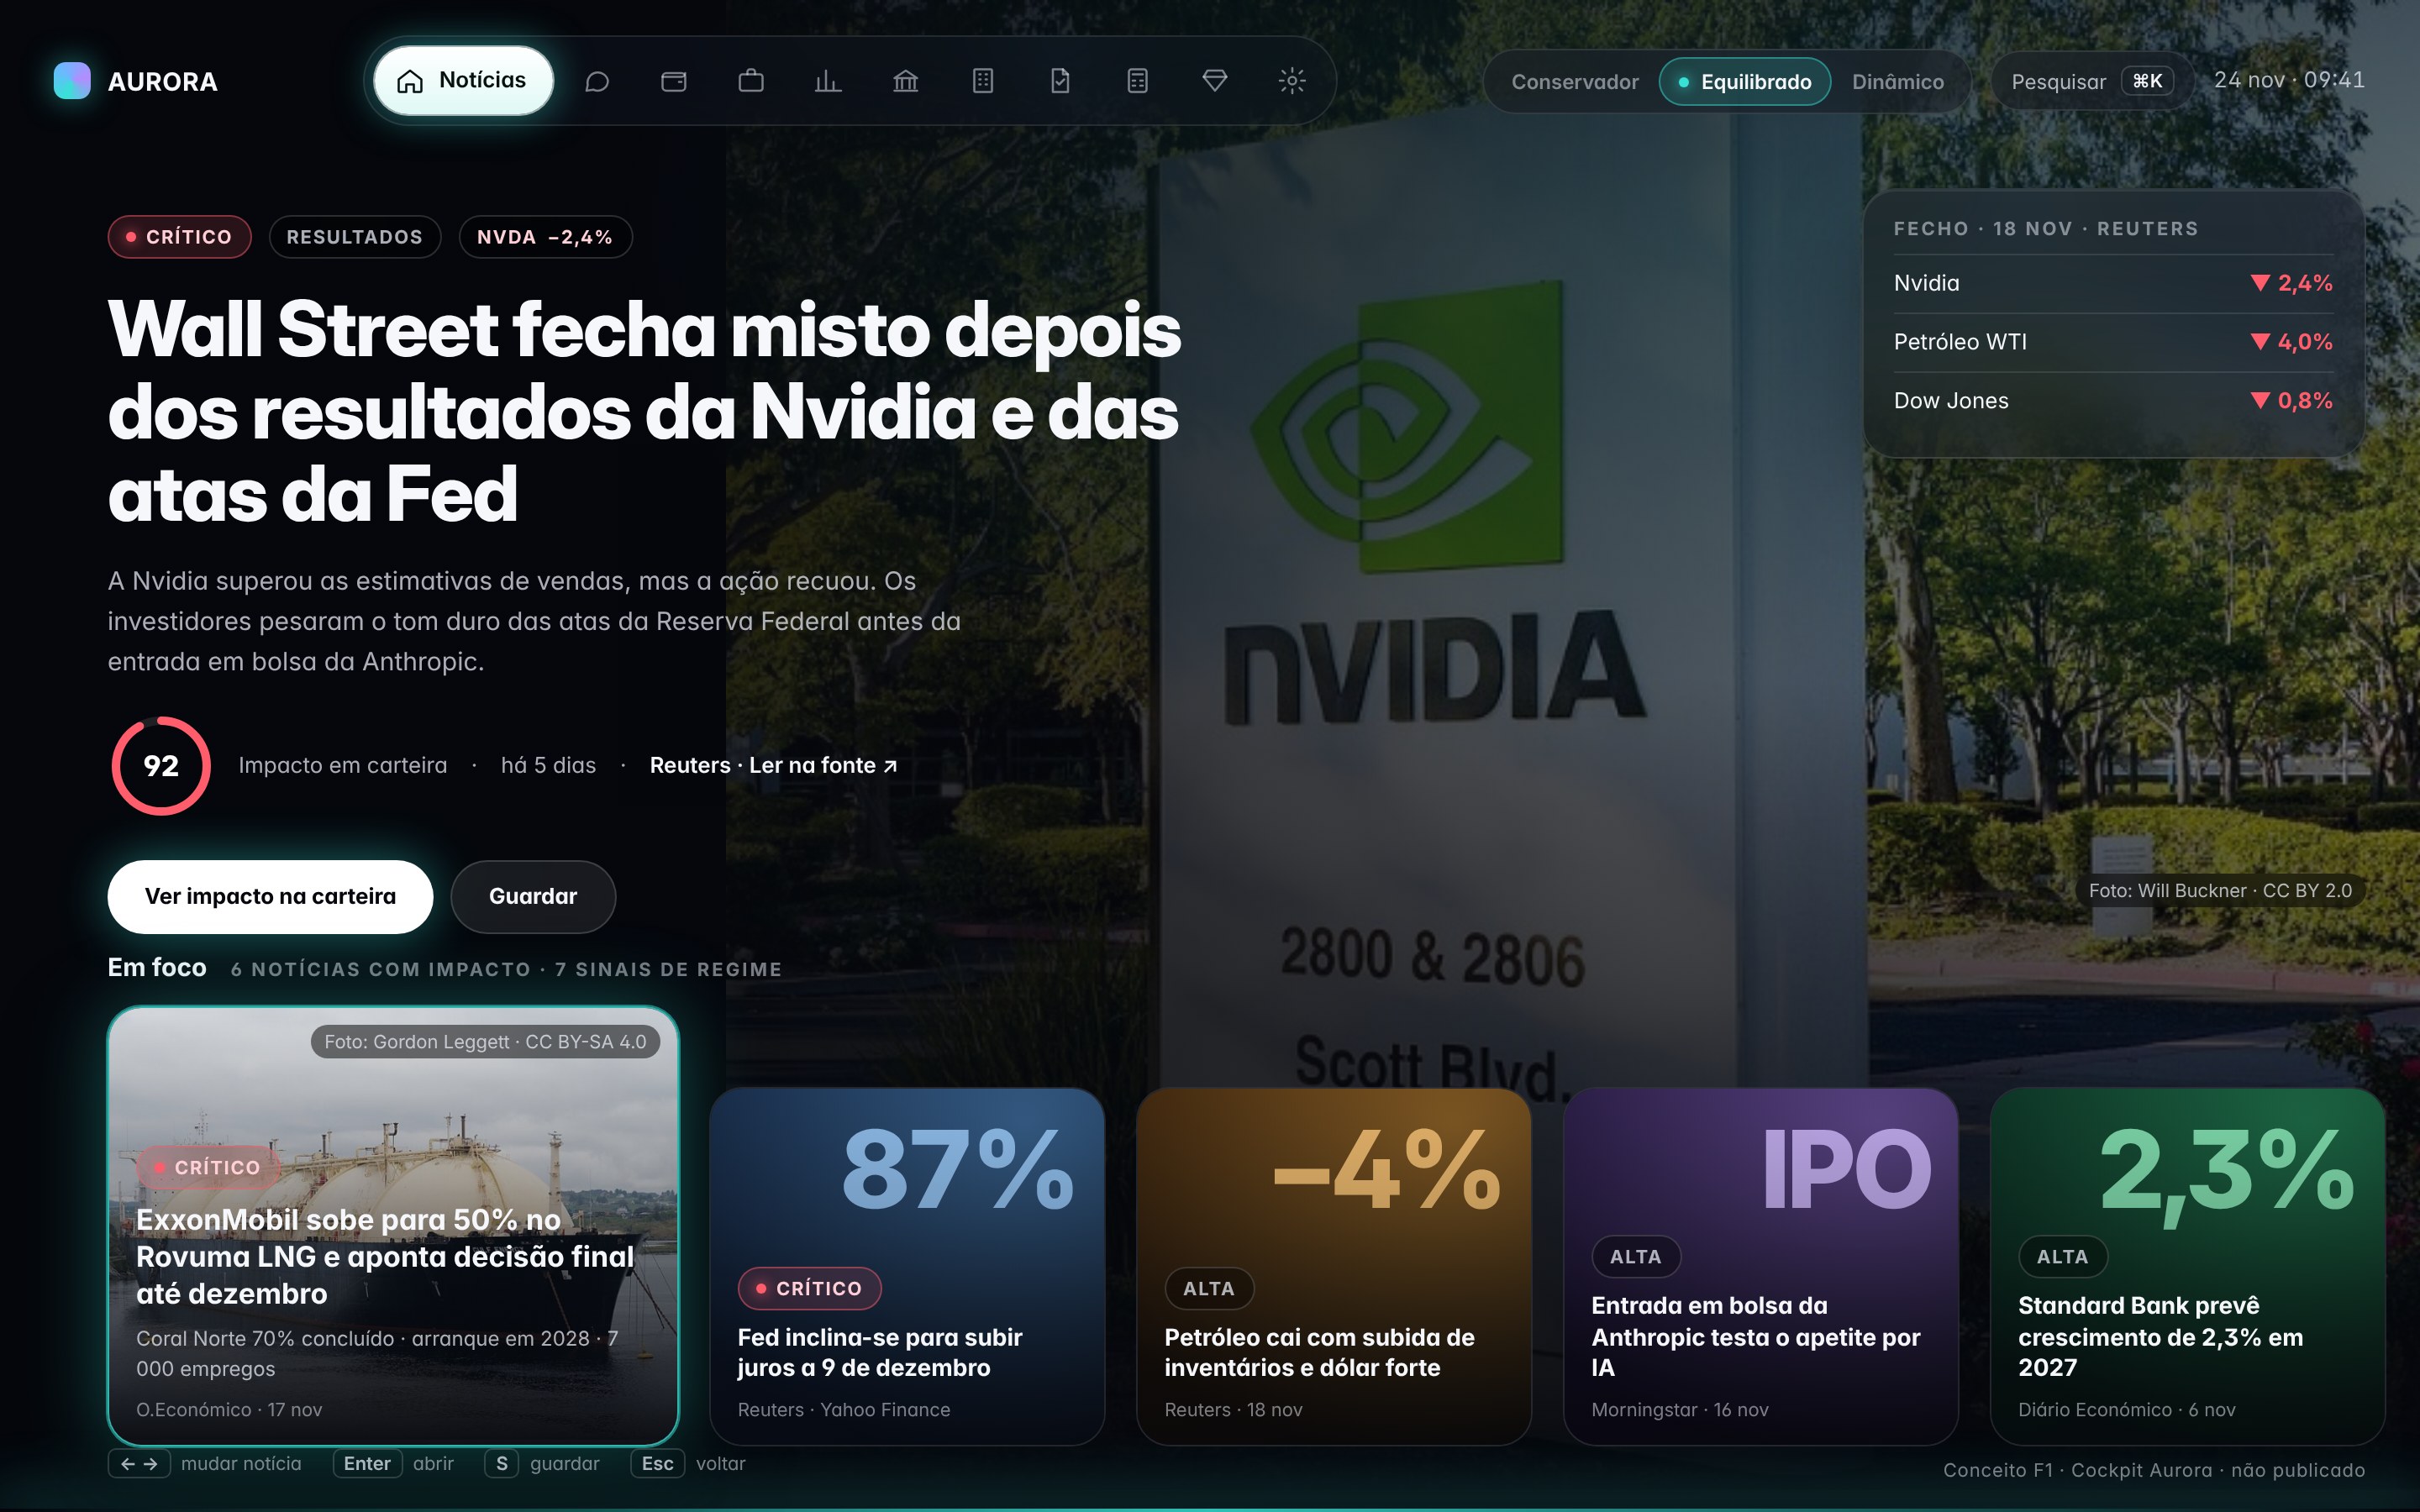 AURORA
Notícias
Conservador
Equilibrado
Dinâmico
Pesquisar ⌘K
24 nov · 09:41
CRÍTICO
RESULTADOS
NVDA −2,4%
Wall Street fecha misto depois
dos resultados da Nvidia e das
atas da Fed
A Nvidia superou as estimativas de vendas, mas a ação recuou. Os
investidores pesaram o tom duro das atas da Reserva Federal antes da
entrada em bolsa da Anthropic.
92
Impacto em carteira · há 5 dias · Reuters · Ler na fonte ↗
Ver impacto na carteira
Guardar
FECHO · 18 NOV · REUTERS
Nvidia ▼ 2,4%
Petróleo WTI ▼ 4,0%
Dow Jones ▼ 0,8%
NVIDIA
2800 & 2806
Scott Blvd.
Foto: Will Buckner · CC BY 2.0
Em foco 6 NOTÍCIAS COM IMPACTO · 7 SINAIS DE REGIME
Foto: Gordon Leggett · CC BY-SA 4.0
CRÍTICO
ExxonMobil sobe para 50% no
Rovuma LNG e aponta decisão final
até dezembro
Coral Norte 70% concluído · arranque em 2028 · 7
000 empregos
O.Económico · 17 nov
87%
CRÍTICO
Fed inclina-se para subir
juros a 9 de dezembro
Reuters · Yahoo Finance
−4%
ALTA
Petróleo cai com subida de
inventários e dólar forte
Reuters · 18 nov
IPO
ALTA
Entrada em bolsa da
Anthropic testa o apetite por
IA
Morningstar · 16 nov
2,3%
ALTA
Standard Bank prevê
crescimento de 2,3% em
2027
Diário Económico · 6 nov
← → mudar notícia Enter abrir S guardar Esc voltar
Conceito F1 · Cockpit Aurora · não publicado